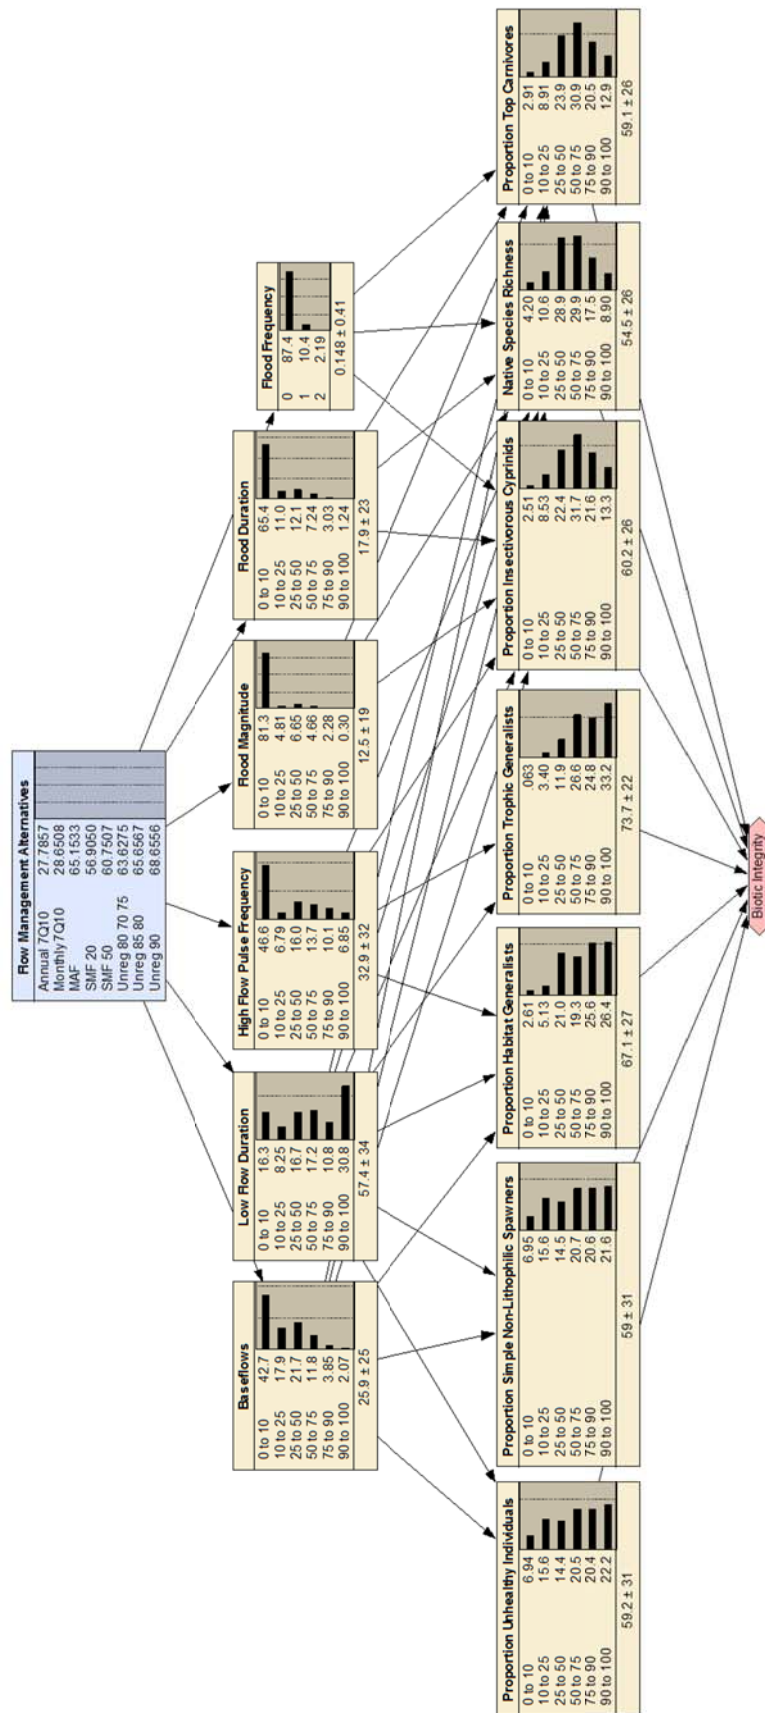 Flow Management Alternatives
Annual 7Q10 27.7857
Monthly 7Q10 28.6508
MAF 65.1533
SMF 20 56.9050
SMF 50 60.7507
Unreg 80 70 75 63.6275
Unreg 85 80 65.6567
Unreg 90 68.6556
Baseflows
0 to 10 42.7
10 to 25 17.9
25 to 50 21.7
50 to 75 11.8
75 to 90 3.85
90 to 100 2.07
25.9 ± 25
Low Flow Duration
0 to 10 16.3
10 to 25 8.25
25 to 50 16.7
50 to 75 17.2
75 to 90 10.8
90 to 100 30.8
57.4 ± 34
High Flow Pulse Frequency
0 to 10 46.6
10 to 25 6.79
25 to 50 16.0
50 to 75 13.7
75 to 90 10.1
90 to 100 6.85
32.9 ± 32
Flood Magnitude
0 to 10 81.3
10 to 25 4.81
25 to 50 6.65
50 to 75 4.66
75 to 90 2.28
90 to 100 0.30
12.5 ± 19
Flood Duration
0 to 10 65.4
10 to 25 11.0
25 to 50 12.1
50 to 75 7.24
75 to 90 3.03
90 to 100 1.24
17.9 ± 23
Flood Frequency
0 87.4
1 10.4
2 2.19
0.148 ± 0.41
Proportion Unhealthy Individuals
0 to 10 6.94
10 to 25 15.6
25 to 50 14.4
50 to 75 20.5
75 to 90 20.4
90 to 100 22.2
59.2 ± 31
Proportion Simple Non-Lithophilic Spawners
0 to 10 6.95
10 to 25 15.6
25 to 50 14.5
50 to 75 20.7
75 to 90 20.6
90 to 100 21.6
59 ± 31
Proportion Habitat Generalists
0 to 10 2.61
10 to 25 5.13
25 to 50 21.0
50 to 75 19.3
75 to 90 25.6
90 to 100 26.4
67.1 ± 27
Proportion Trophic Generalists
0 to 10 .063
10 to 25 3.40
25 to 50 11.9
50 to 75 26.6
75 to 90 24.8
90 to 100 33.2
73.7 ± 22
Proportion Insectivorous Cyprinids
0 to 10 2.51
10 to 25 8.53
25 to 50 22.4
50 to 75 31.7
75 to 90 21.6
90 to 100 13.3
60.2 ± 26
Native Species Richness
0 to 10 4.20
10 to 25 10.6
25 to 50 28.9
50 to 75 29.9
75 to 90 17.5
90 to 100 8.90
54.5 ± 26
Proportion Top Carnivores
0 to 10 2.91
10 to 25 8.91
25 to 50 23.9
50 to 75 30.9
75 to 90 20.5
90 to 100 12.9
59.1 ± 26
Biotic Integrity